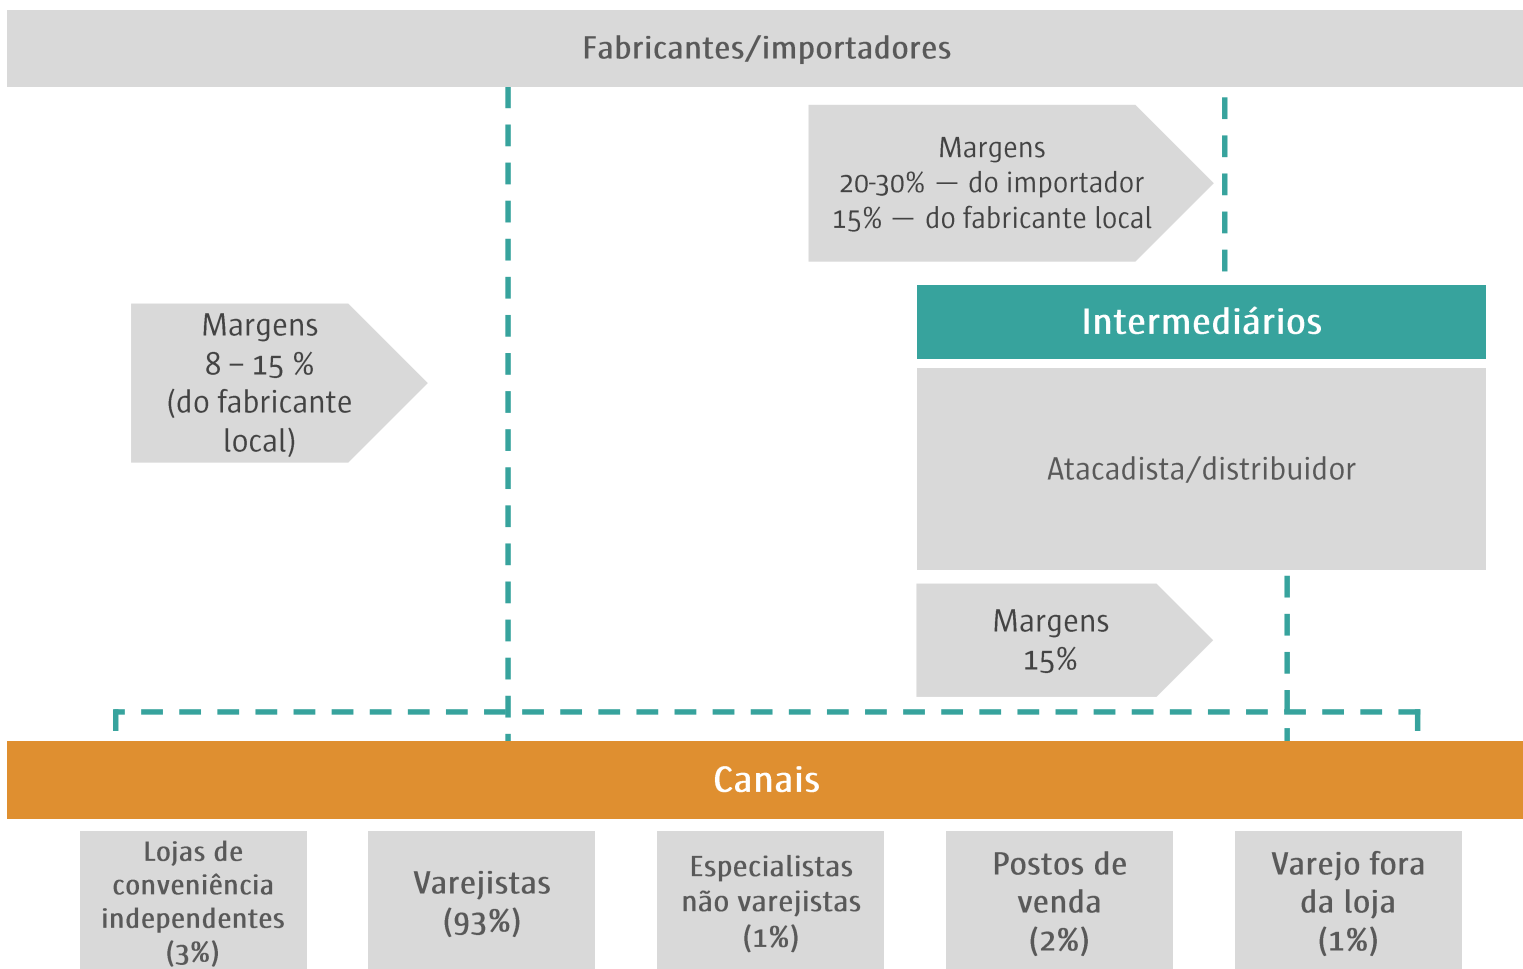 Fabricantes/importadores
Margens
20-30% — do importador
15% — do fabricante local
Intermediários
Margens
8 – 15 %
(do fabricante
local)
Atacadista/distribuidor
Margens
15%
Canais
Lojas de
conveniência
independentes
(3%)
Varejistas
(93%)
Especialistas
não varejistas
(1%)
Postos de
venda
(2%)
Varejo fora
da loja
(1%)